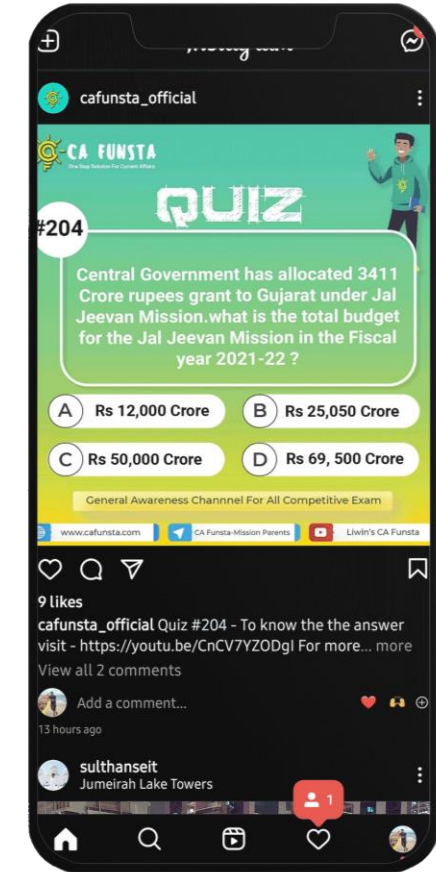 cafunsta_official
CA FUNSTA
One Stop Solution For Current Affairs
QUIZ
#204
Central Government has allocated 3411
Crore rupees grant to Gujarat under Jal
Jeevan Mission.what is the total budget
for the Jal Jeevan Mission in the Fiscal
year 2021-22 ?
A Rs 12,000 Crore
B Rs 25,050 Crore
C Rs 50,000 Crore
D Rs 69, 500 Crore
General Awareness Channnel For All Competitive Exam
www.cafunsta.com
CA Funsta-Mission Parents
Liwin's CA Funsta
9 likes
cafunsta_official Quiz #204 - To know the the answer
visit - https://youtu.be/CnCV7YZODgI For more... more
View all 2 comments
Add a comment...
13 hours ago
sulthanseit
Jumeirah Lake Towers
1